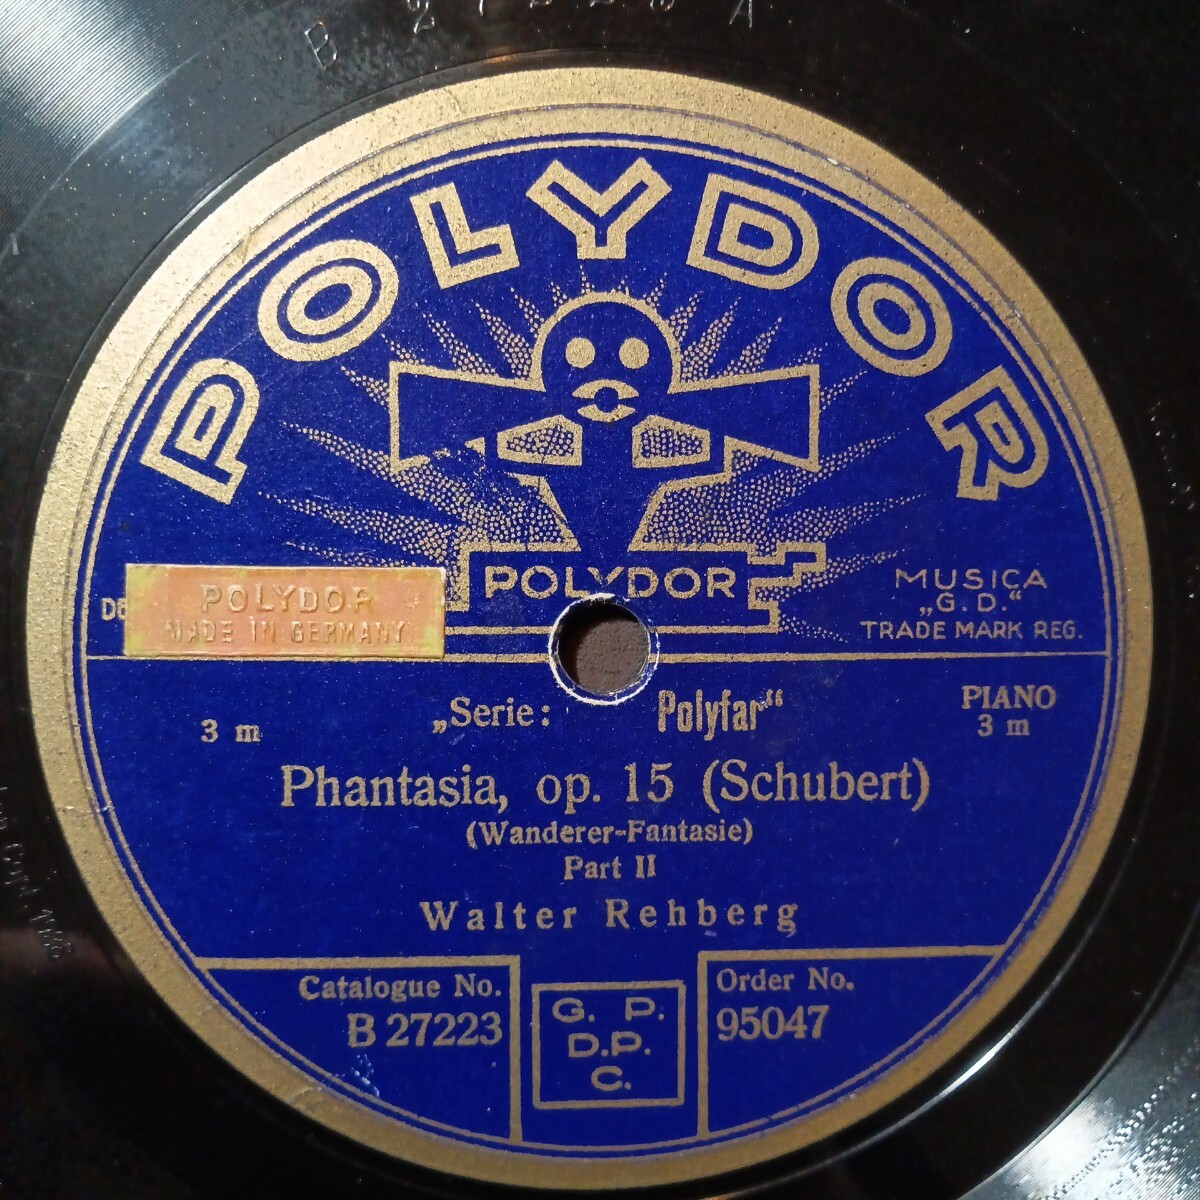 POLYDOR
POLYDOR
MUSICA
„G.D.“
TRADE MARK REG.
POLYDOR
MADE IN GERMANY
„Serie: Polyfar“
3 m
PIANO
3 m
Phantasia, op. 15 (Schubert)
(Wanderer-Fantasie)
Part II
Walter Rehberg
Catalogue No.
B 27223
G. P.
D.P.
C.
Order No.
95047